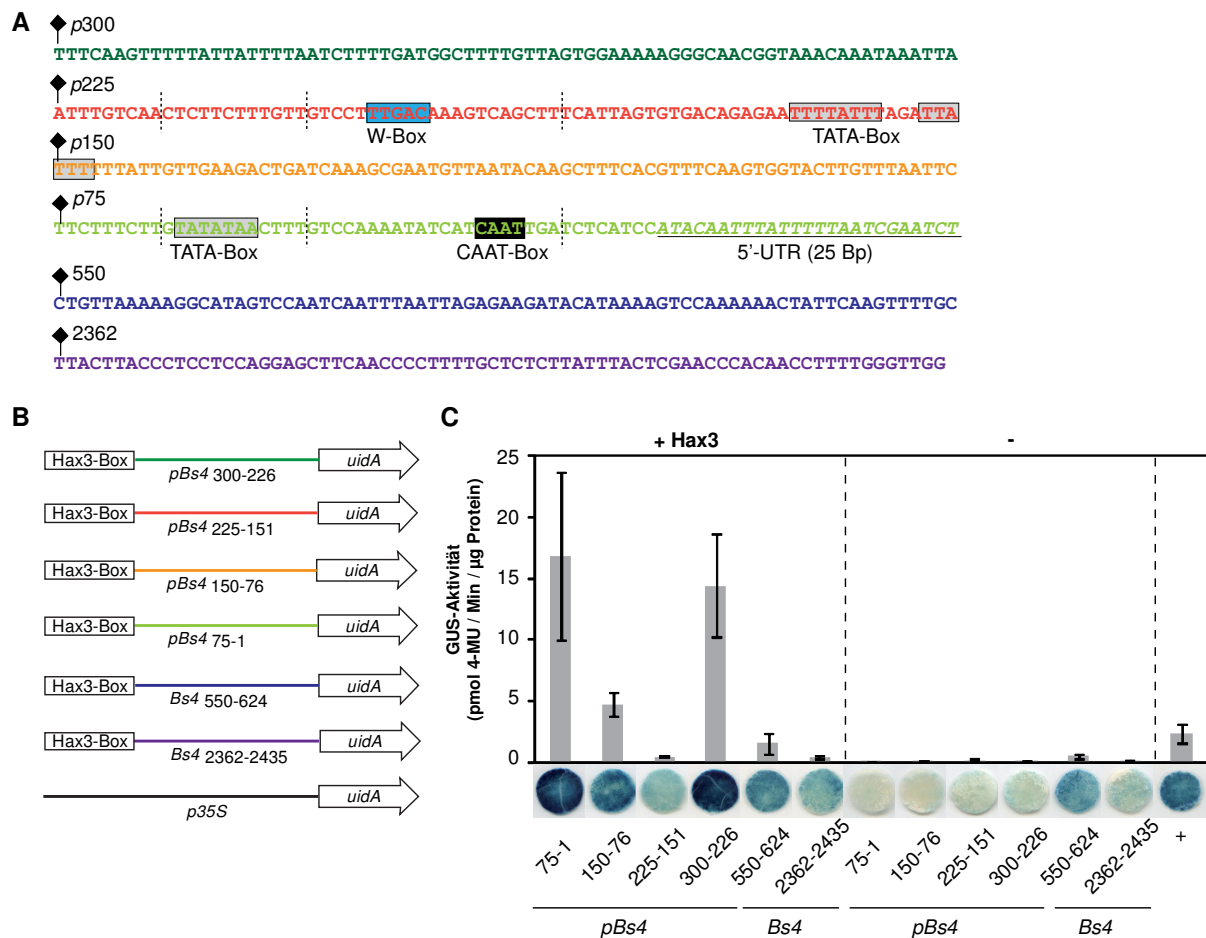 A
p300
TTTCAAGTTTTTATTATTTTAATCTTTTGATGGCTTTTGTTAGTGGAAAAAGGGCAACGGTAAACAAATAAATTA
p225
ATTTGTCAACTCTTCTTTGTTGTCCTTTGACAAAGTCAGCTTTCATTAGTGTGACAGAGAATTTTATTTAGATTA
W-Box
TATA-Box
p150
TTTTTTATTGTTGAAGACTGATCAAAGCGAATGTTAATACAAGCTTTCACGTTTCAAGTGGTACTTGTTTAATTC
p75
TTCTTTCTTGTATATAACTTTGTCCAAAATATCATCAATTGATCTCATCCATACAATTTATTTTTAATCGAATCT
TATA-Box
CAAT-Box
5'-UTR (25 Bp)
550
CTGTTAAAAAGGCATAGTCCAATCAATTTAATTAGAGAAGATACATAAAAGTCCAAAAAACTATTCAAGTTTTGC
2362
TTACTTACCCTCCTCCAGGAGCTTCAACCCCTTTTGCTCTCTTATTTACTCGAACCCACAACCTTTTGGGTTGG
B
Hax3-Box
pBs4 300-226
uidA
Hax3-Box
pBs4 225-151
uidA
Hax3-Box
pBs4 150-76
uidA
Hax3-Box
pBs4 75-1
uidA
Hax3-Box
Bs4 550-624
uidA
Hax3-Box
Bs4 2362-2435
uidA
p35S
uidA
C
+ Hax3
-
GUS-Aktivität
(pmol 4-MU / Min / µg Protein)
25
20
15
10
5
0
75-1
150-76
225-151
300-226
550-624
2362-2435
75-1
150-76
225-151
300-226
550-624
2362-2435
+
pBs4
Bs4
pBs4
Bs4